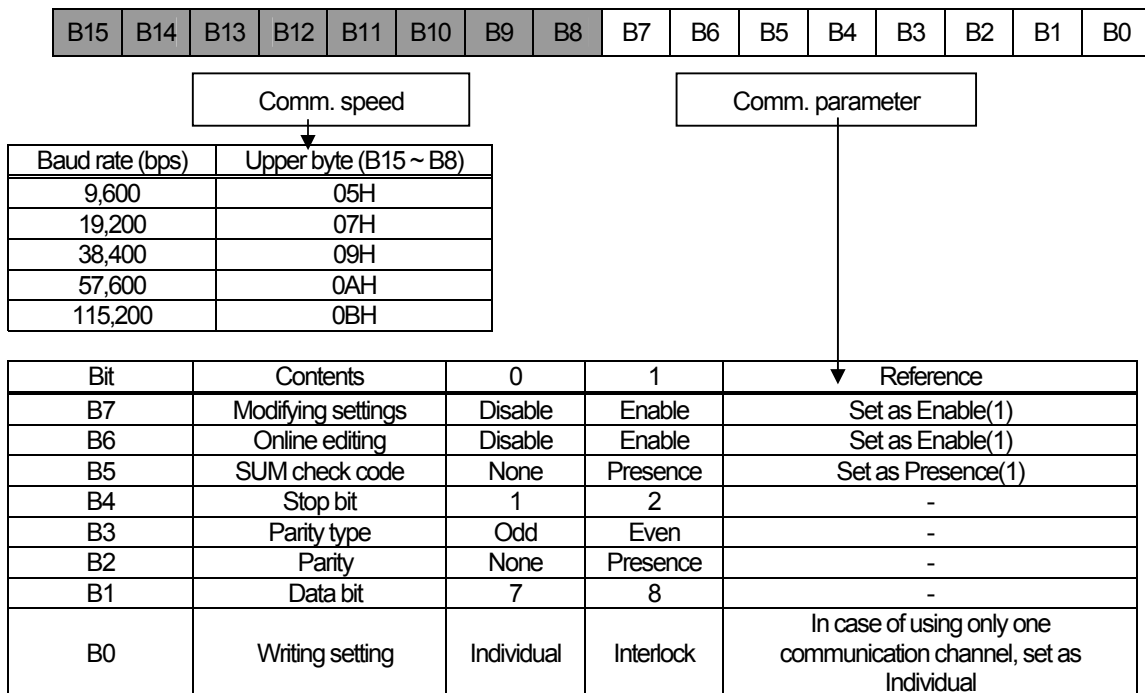 B15 B14 B13 B12 B11 B10 B9 B8 B7 B6 B5 B4 B3 B2 B1 B0
Comm. speed
Comm. parameter
Baud rate (bps) Upper byte (B15 ~ B8)
9,600 05H
19,200 07H
38,400 09H
57,600 0AH
115,200 0BH
Bit Contents 0 1 Reference
B7 Modifying settings Disable Enable Set as Enable(1)
B6 Online editing Disable Enable Set as Enable(1)
B5 SUM check code None Presence Set as Presence(1)
B4 Stop bit 1 2 -
B3 Parity type Odd Even -
B2 Parity None Presence -
B1 Data bit 7 8 -
B0 Writing setting Individual Interlock In case of using only one
communication channel, set as
Individual